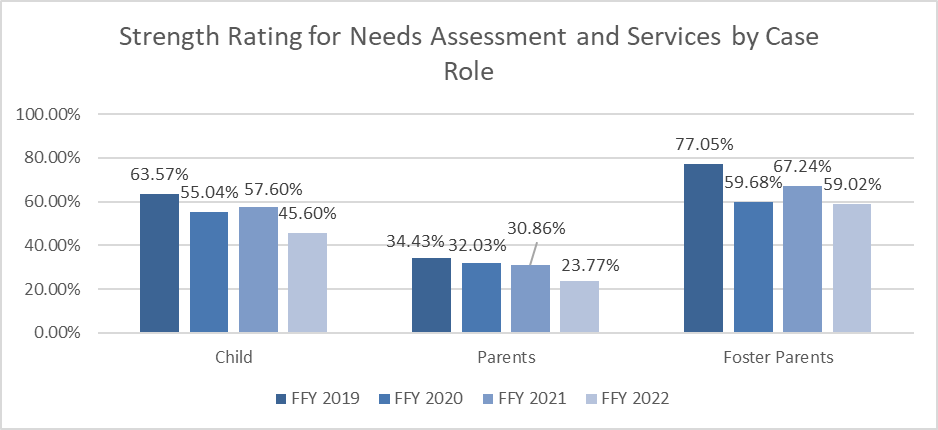 Strength Rating for Needs Assessment and Services by Case
Role
100.00%
80.00%
60.00%
40.00%
20.00%
0.00%
63.57%
55.04%
57.60%
45.60%
34.43%
32.03%
30.86%
23.77%
77.05%
59.68%
67.24%
59.02%
Child
Parents
Foster Parents
FFY 2019
FFY 2020
FFY 2021
FFY 2022